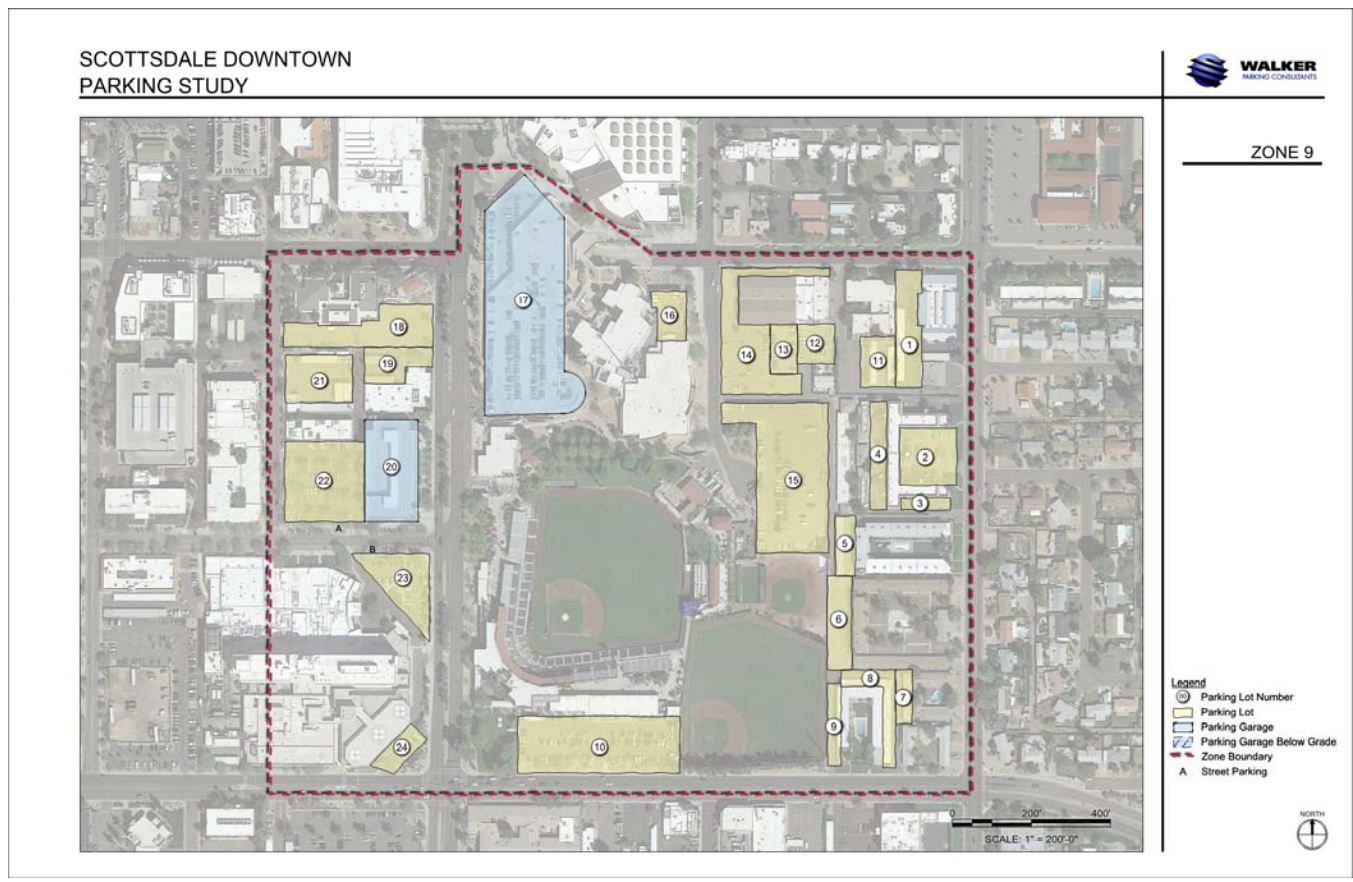 SCOTTSDALE DOWNTOWN
PARKING STUDY
WALKER
PARKING CONSULTANTS
ZONE 9
17
16
18
14
13
12
11
1
19
21
20
22
4
2
3
15
A
5
B
23
6
8
7
9
24
10
Legend
00 Parking Lot Number
Parking Lot
Parking Garage
Parking Garage Below Grade
Zone Boundary
A Street Parking
0 200' 400'
SCALE: 1" = 200'-0"
NORTH